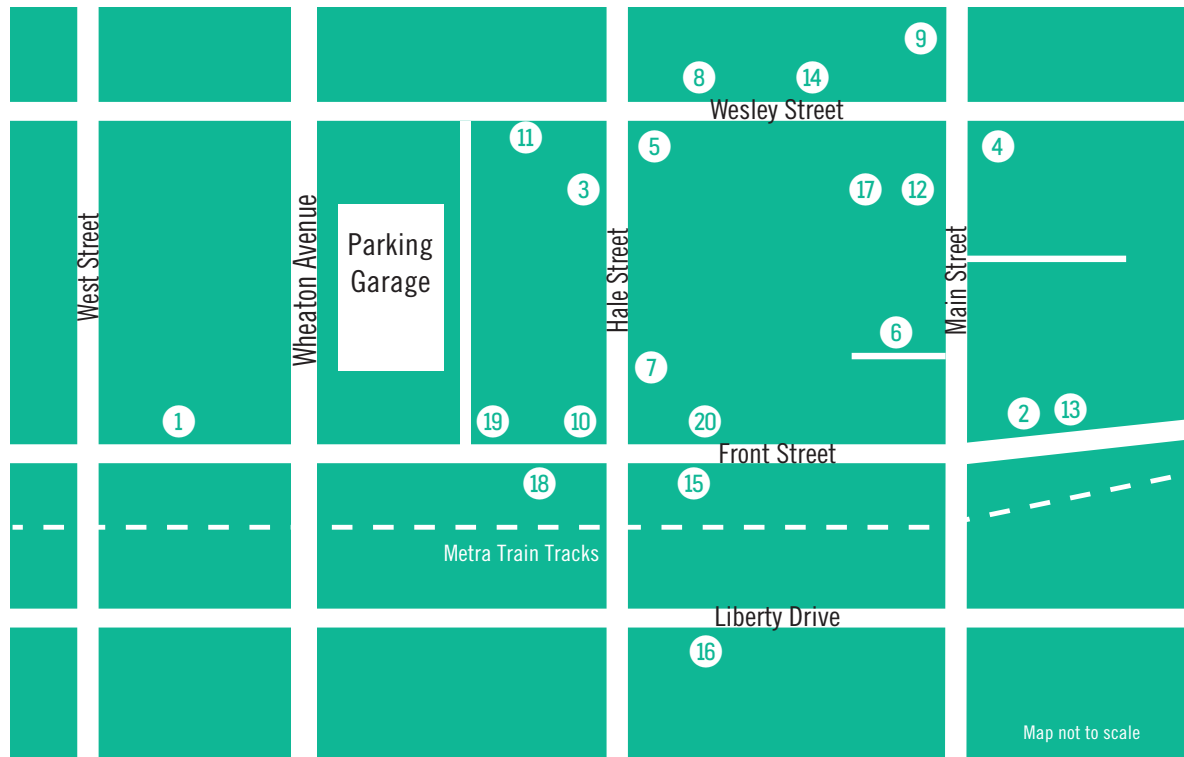 9
8
14
Wesley Street
11
5
4
3
17
12
West Street
Wheaton Avenue
Parking
Garage
Hale Street
Main Street
6
7
1
19
10
20
2
13
Front Street
18
15
Metra Train Tracks
Liberty Drive
16
Map not to scale